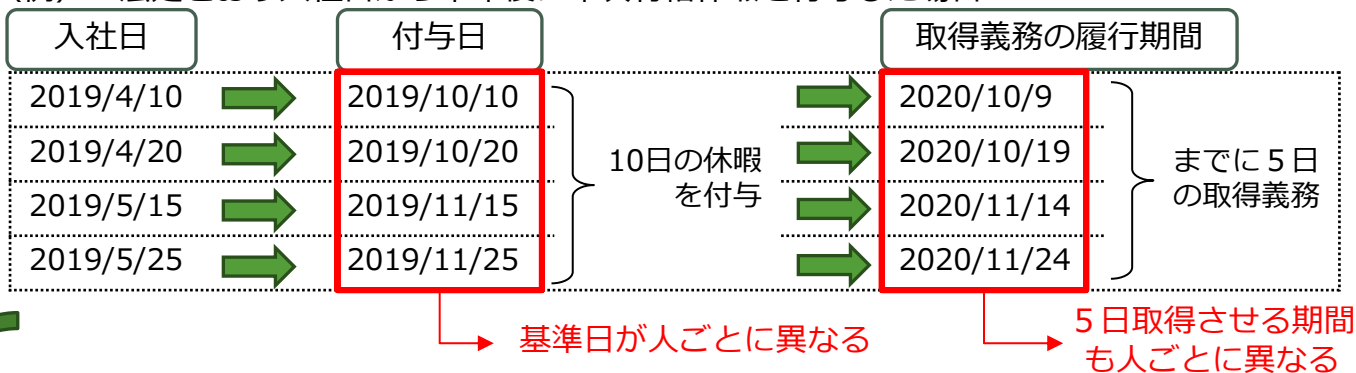 入社日 付与日 取得義務の履行期間
2019/4/10 2019/10/10 2020/10/9
2019/4/20 2019/10/20 2020/10/19
2019/5/15 2019/11/15 2020/11/14
2019/5/25 2019/11/25 2020/11/24
10日の休暇
を付与
までに５日
の取得義務
基準日が人ごとに異なる
５日取得させる期間
も人ごとに異なる